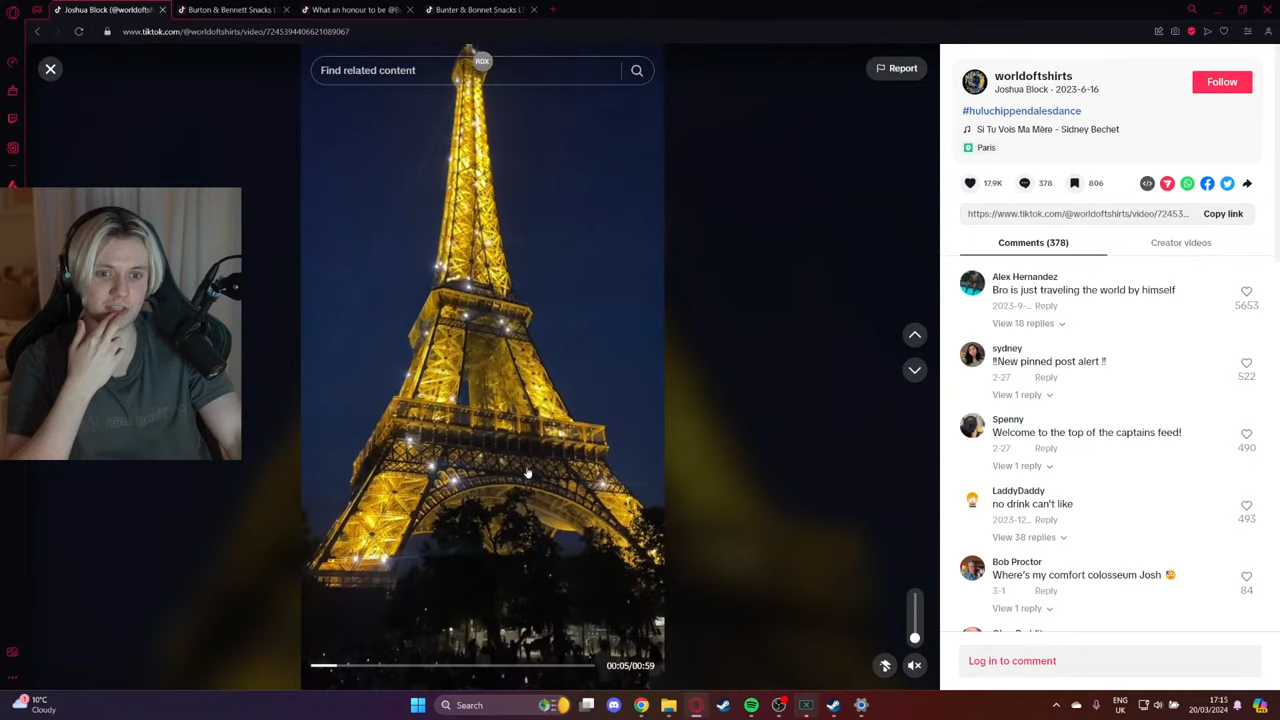 Joshua Block (@worldofsh
Burton & Bennett Snacks L
What an honour to be @B
Bunter & Bonnet Snacks L
www.tiktok.com/@worldoftshirts/video/7245394406621089067
RGX
Find related content
Report
worldoftshirts
Joshua Block · 2023-6-16
Follow
#huluchippendalesdance
Si Tu Vois Ma Mère - Sidney Bechet
Paris
17.9K
378
806
https://www.tiktok.com/@worldoftshirts/video/72453...
Copy link
Comments (378)
Creator videos
Alex Hernandez
Bro is just traveling the world by himself
2023-9-... Reply
5653
View 18 replies
sydney
!!New pinned post alert !!
2-27 Reply
522
View 1 reply
Spenny
Welcome to the top of the captains feed!
2-27 Reply
490
View 1 reply
LaddyDaddy
no drink can't like
2023-12... Reply
493
View 38 replies
Bob Proctor
Where's my comfort colosseum Josh
3-1 Reply
84
View 1 reply
00:05/00:59
Log in to comment
10°C
Cloudy
Search
ENG
UK
17:15
20/03/2024